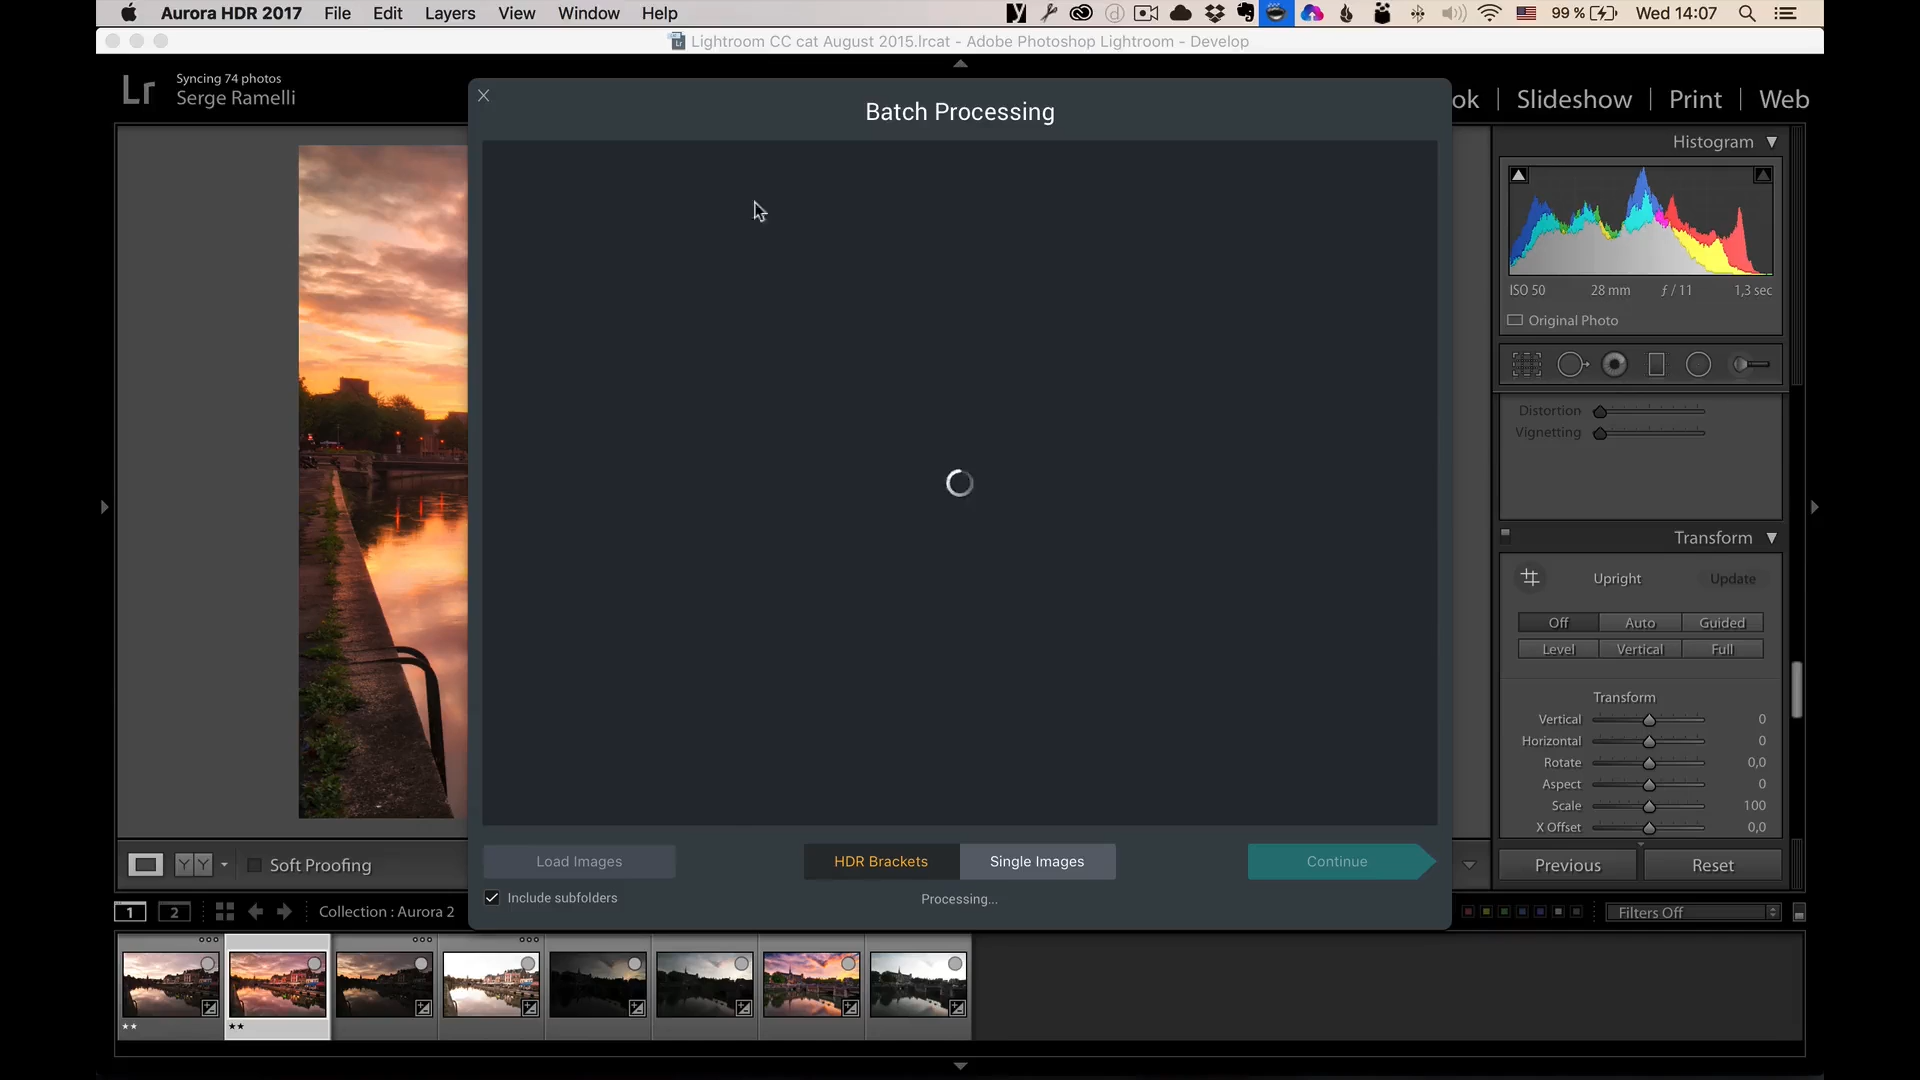 Aurora HDR 2017 File Edit Layers View Window Help 99 % Wed 14:07
Lightroom CC cat August 2015.lrcat - Adobe Photoshop Lightroom - Develop
Lr Syncing 74 photos
Serge Ramelli
ok | Slideshow | Print | Web
Batch Processing
Histogram
ISO 50 28 mm ƒ / 11 1,3 sec
Original Photo
Distortion
Vignetting
Transform
Upright Update
Off Auto Guided
Level Vertical Full
Transform
Vertical 0
Horizontal 0
Rotate 0,0
Aspect 0
Scale 100
X Offset 0,0
Previous Reset
Load Images HDR Brackets Single Images Continue
Include subfolders Processing...
YY Soft Proofing
1 2 Collection : Aurora 2 Filters Off